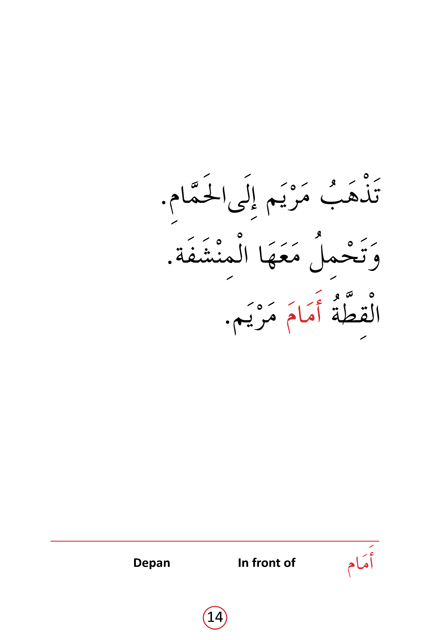 تَذْهَبُ مَرْيَم إِلَى الحَمَّامِ.
وَتَحْمِلُ مَعَهَا الْمِنْشَفَة.
الْقِطَّةُ أَمَامَ مَرْيَم.
أَمَام In front of Depan
14